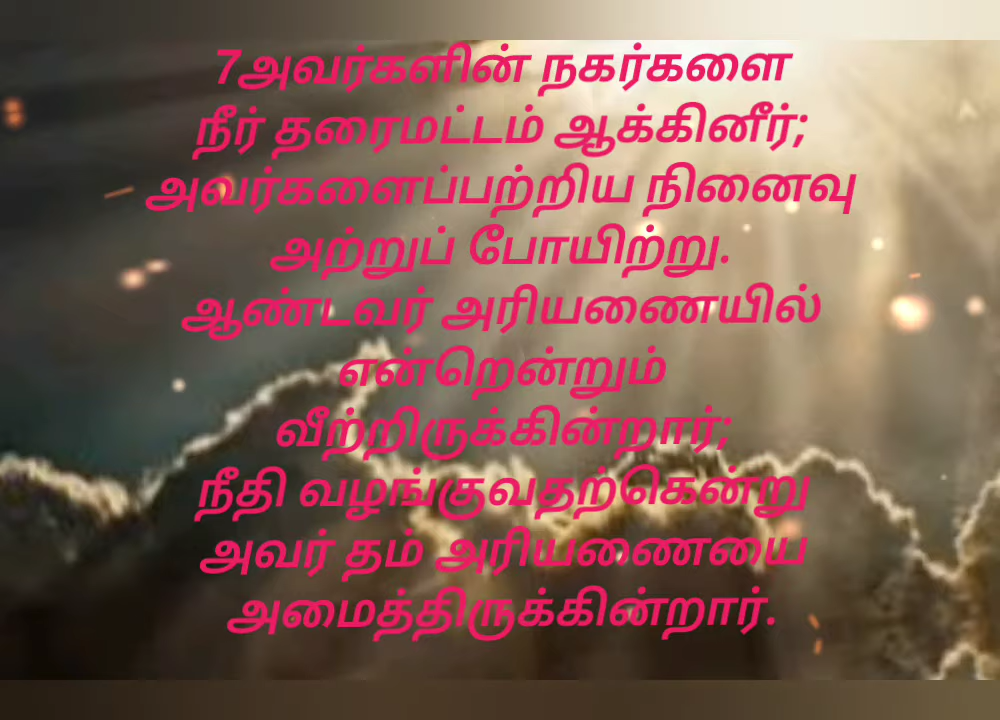 7அவர்களின் நகர்களை
நீர் தரைமட்டம் ஆக்கினீர்;
அவர்களைப்பற்றிய நினைவு
அற்றுப் போயிற்று.
ஆண்டவர் அரியணையில்
என்றென்றும்
வீற்றிருக்கின்றார்;
நீதி வழங்குவதற்கென்று
அவர் தம் அரியணையை
அமைத்திருக்கின்றார்.